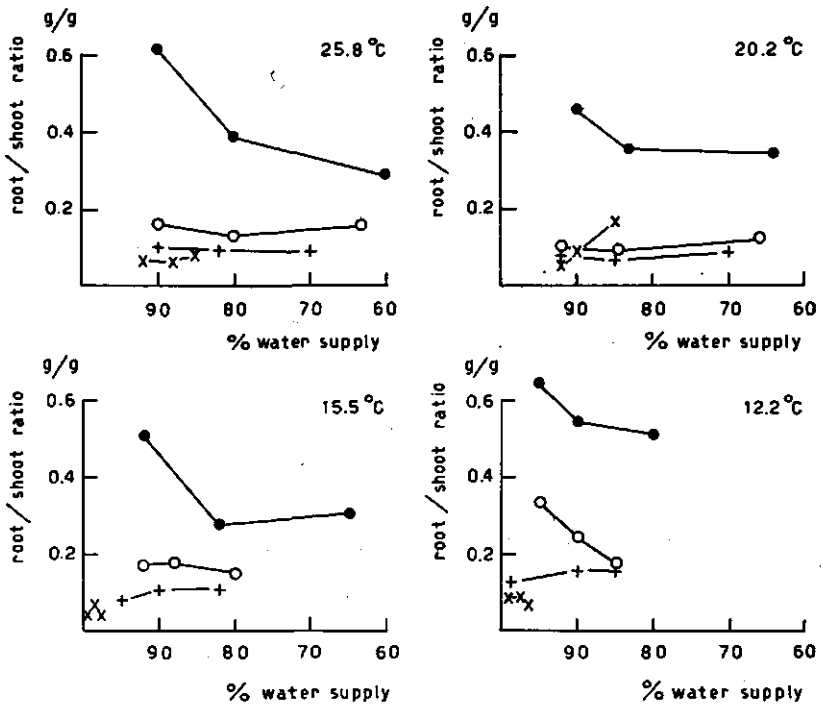 g/g
0.6
0.4
0.2
root/shoot ratio
25.8 °C
90 80 70 60
% water supply
g/g
0.6
0.4
0.2
root/shoot ratio
20.2 °C
90 80 70 60
% water supply
g/g
0.6
0.4
0.2
root/shoot ratio
15.5 °C
90 80 70 60
% water supply
g/g
0.6
0.4
0.2
root/shoot ratio
12.2 °C
90 80 70 60
% water supply